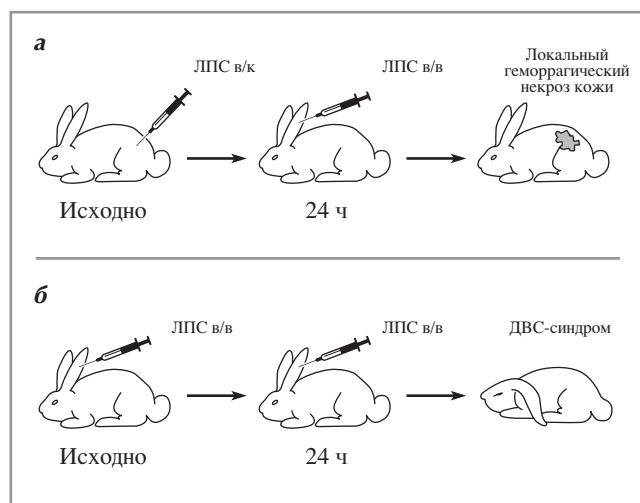 а
ЛПС в/к
ЛПС в/в
Локальный
геморрагический
некроз кожи
Исходно
24 ч
б
ЛПС в/в
ЛПС в/в
ДВС-синдром
Исходно
24 ч